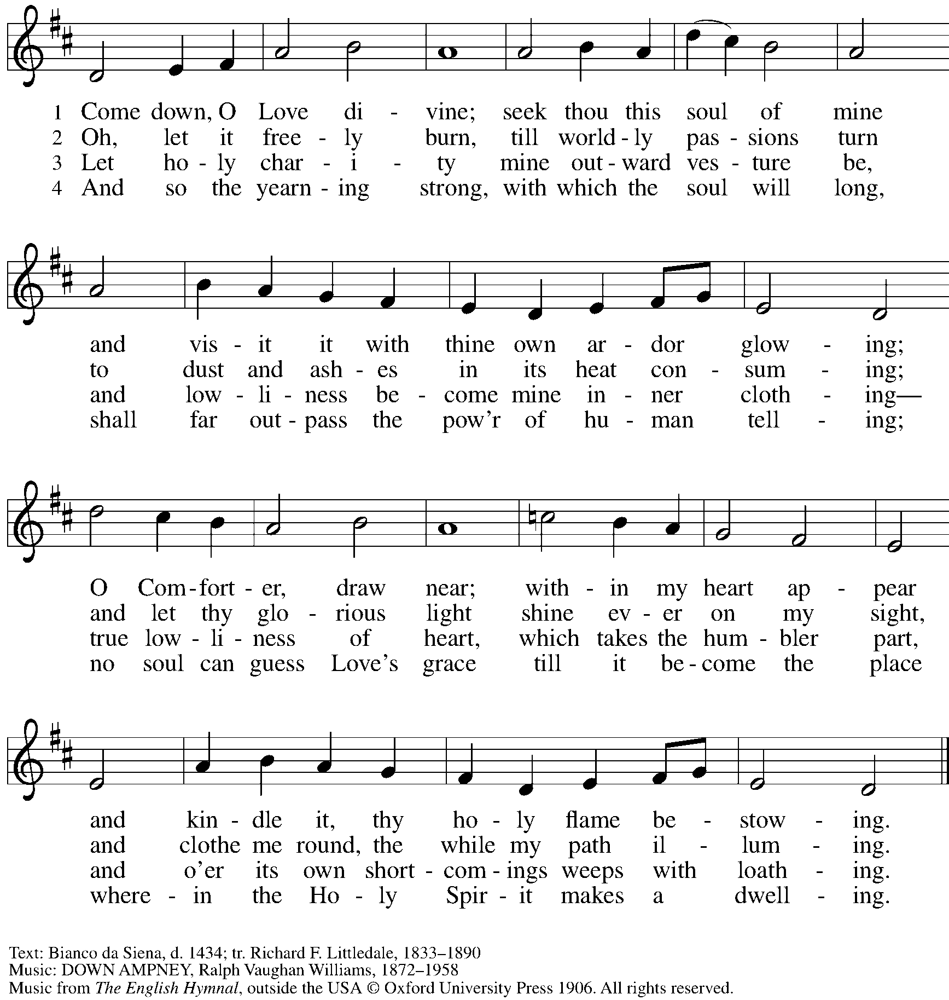 1 Come down, O Love di - vine; seek thou this soul of mine
2 Oh, let it free - ly burn, till world - ly pas - sions turn
3 Let ho - ly char - i - ty mine out - ward ves - ture be,
4 And so the yearn - ing strong, with which the soul will long,
and vis - it it with thine own ar - dor glow - ing;
to dust and ash - es in its heat con - sum - ing;
and low - li - ness be - come mine in - ner cloth - ing—
shall far out - pass the pow'r of hu - man tell - ing;
O Com - fort - er, draw near; with - in my heart ap - pear
and let thy glo - rious light shine ev - er on my sight,
true low - li - ness of heart, which takes the hum - bler part,
no soul can guess Love's grace till it be - come the place
and kin - dle it, thy ho - ly flame be - stow - ing.
and clothe me round, the while my path il - lum - ing.
and o'er its own short - com - ings weeps with loath - ing.
where - in the Ho - ly Spir - it makes a dwell - ing.
Text: Bianco da Siena, d. 1434; tr. Richard F. Littledale, 1833–1890
Music: DOWN AMPNEY, Ralph Vaughan Williams, 1872–1958
Music from The English Hymnal, outside the USA © Oxford University Press 1906. All rights reserved.